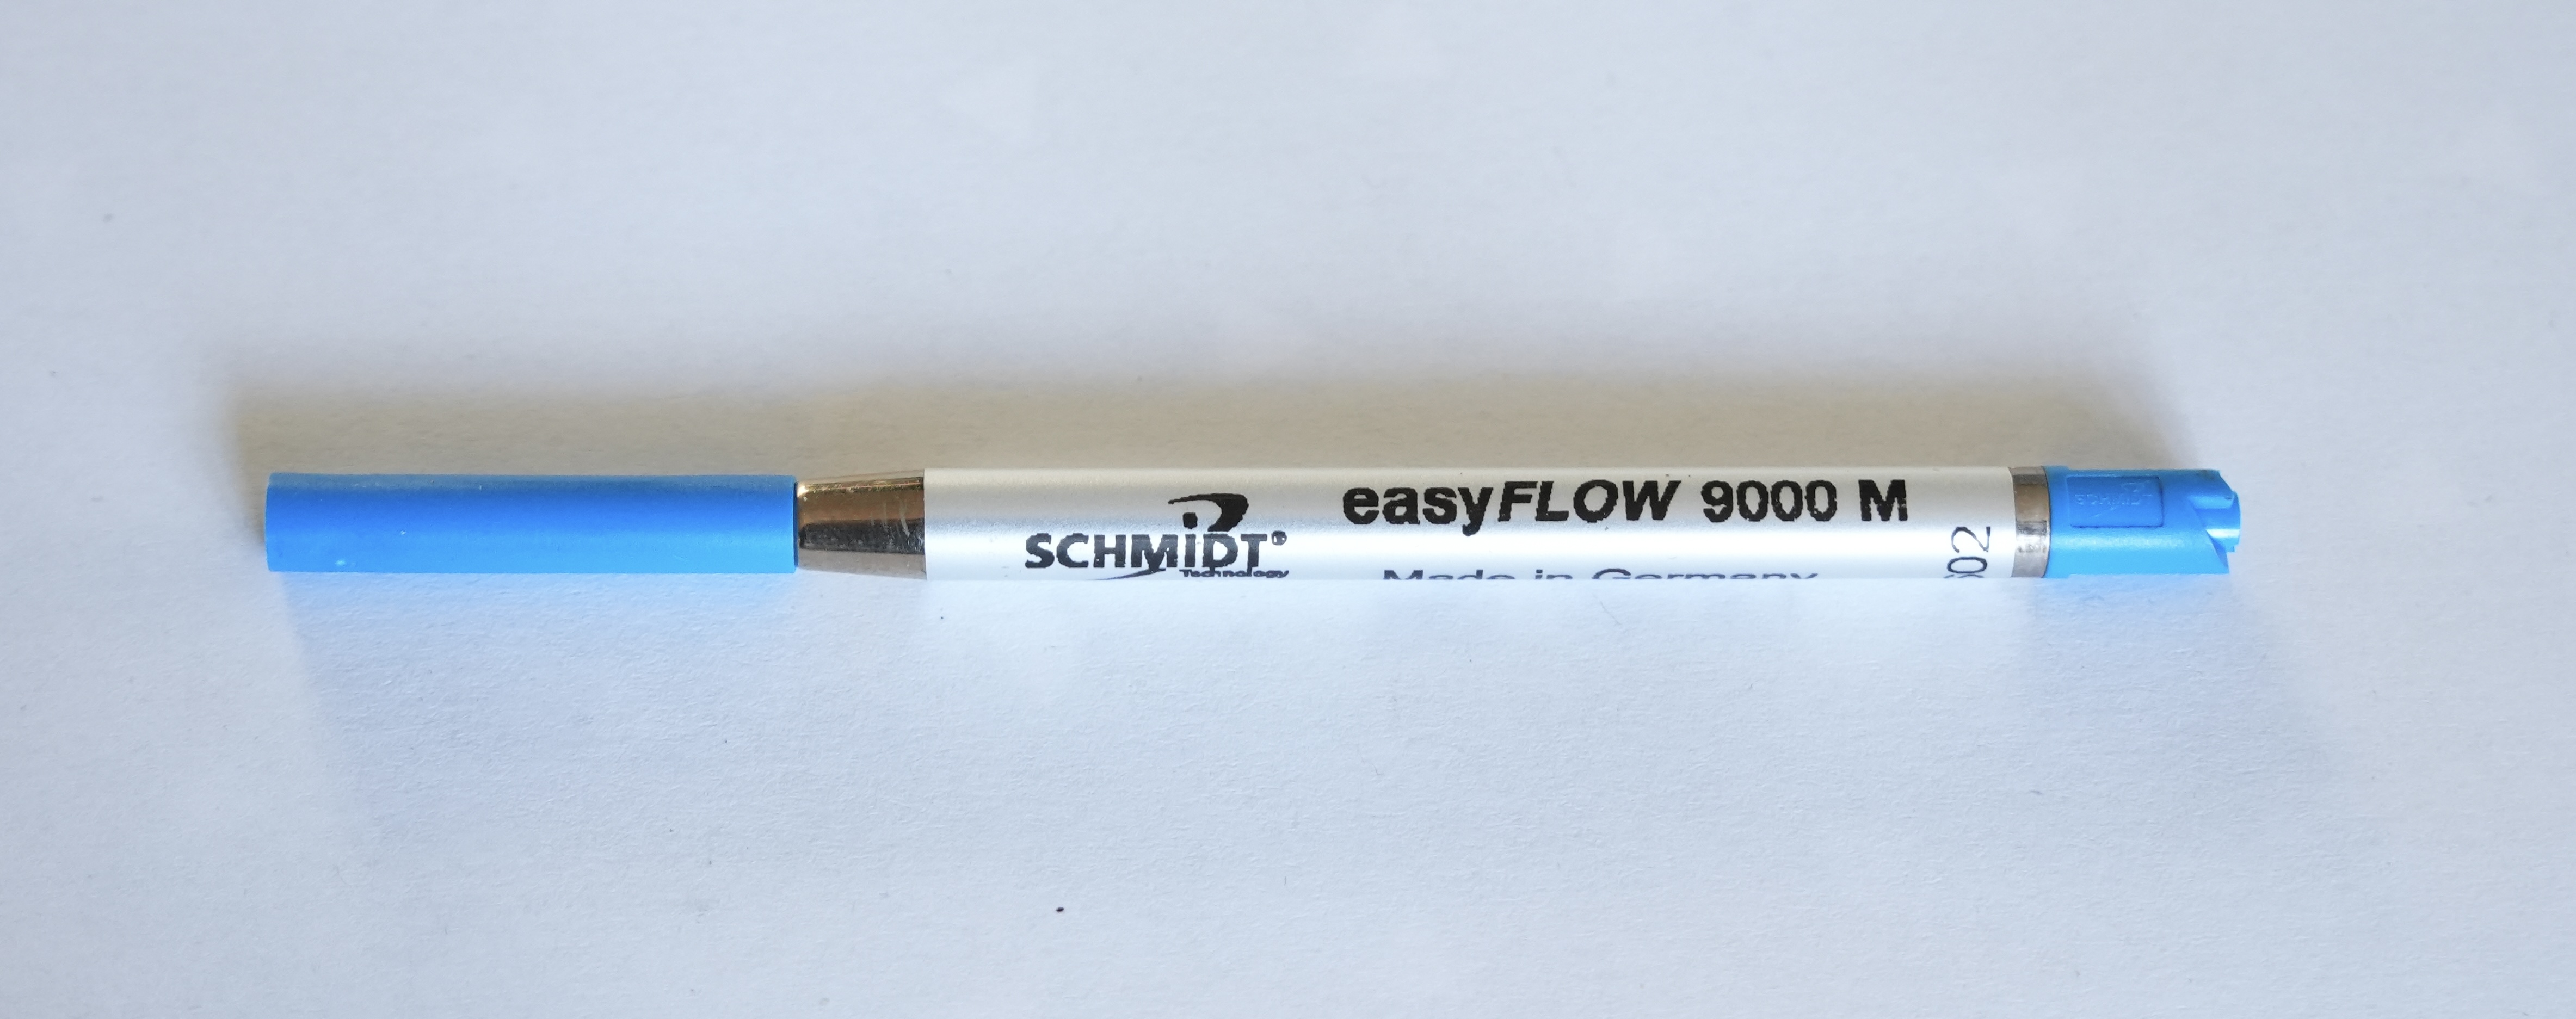 easyFLOW 9000 M
SCHMiDT®
Technology
Made in Germany